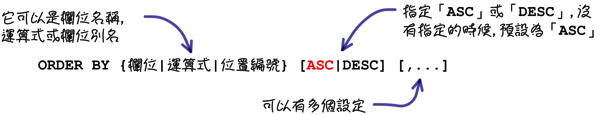 它可以是欄位名稱,
運算式或欄位別名
指定「ASC」或「DESC」,沒
有指定的時候,預設為「ASC」
ORDER BY {欄位|運算式|位置編號} [ASC|DESC] [,...]
可以有多個設定